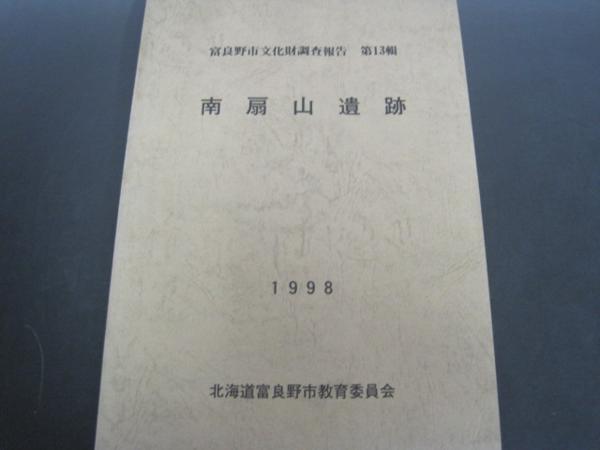 富良野市文化財調査報告　第13輯
南扇山遺跡
1998
北海道富良野市教育委員会